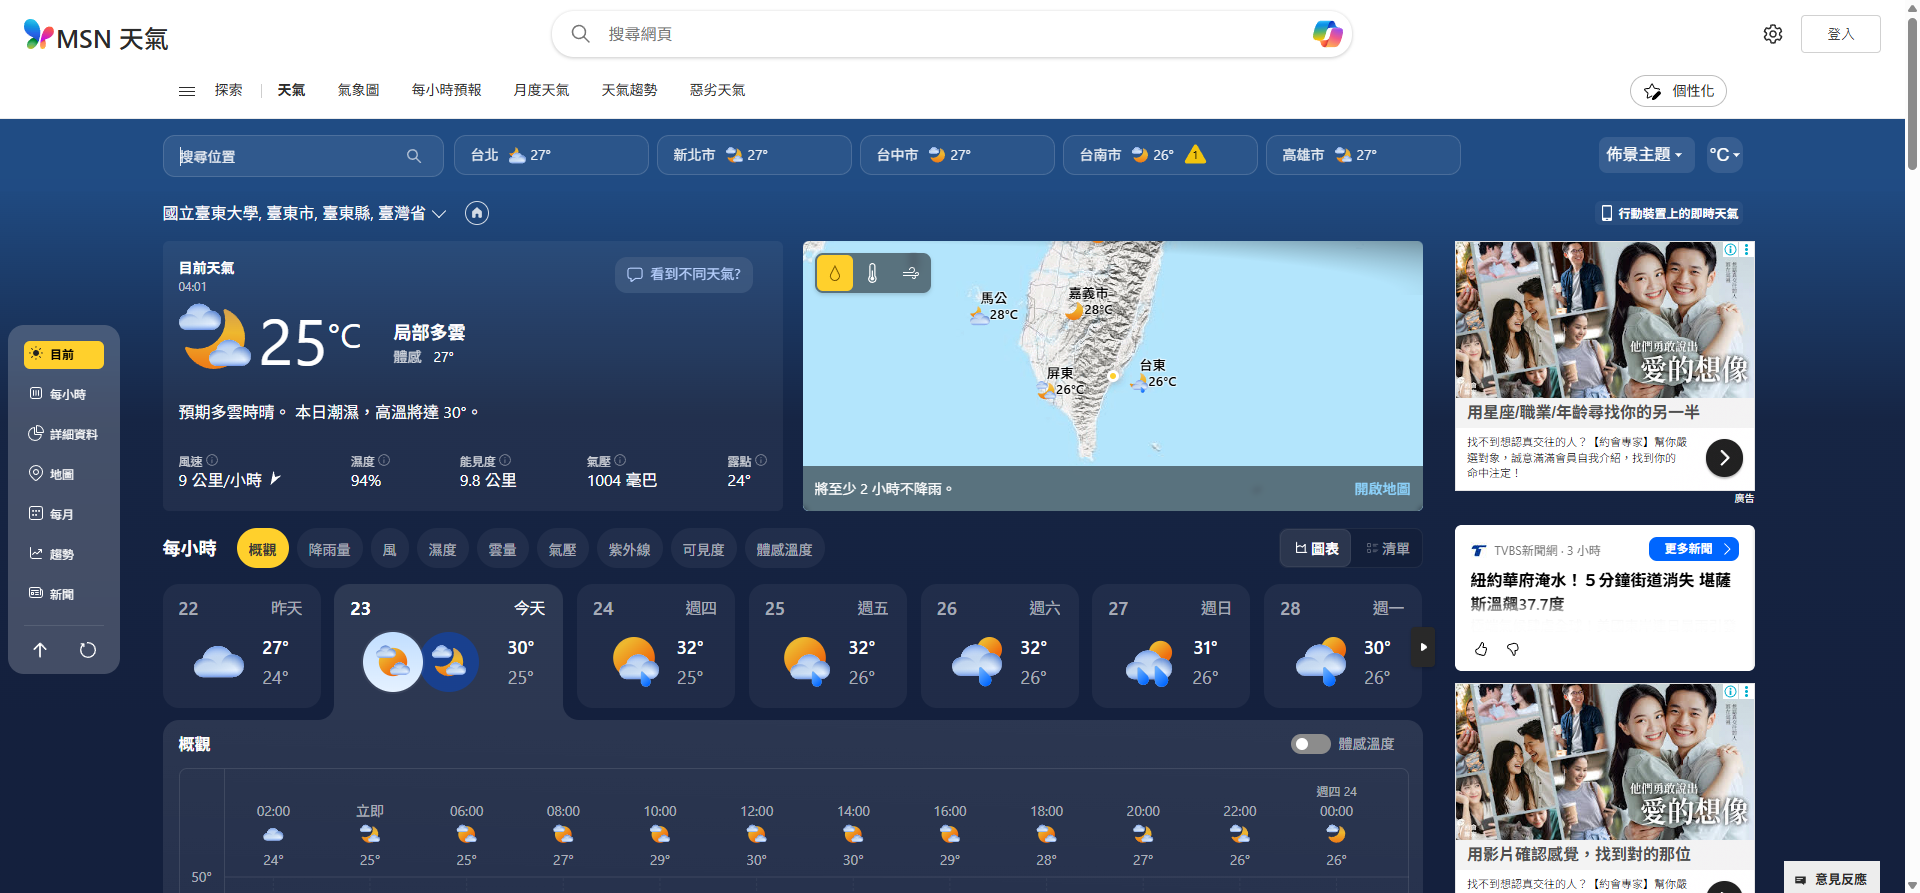 MSN 天氣
搜尋網頁
登入
探索
天氣
氣象圖
每小時預報
月度天氣
天氣趨勢
惡劣天氣
個性化
搜尋位置
台北 27°
新北市 27°
台中市 27°
台南市 26° 1
高雄市 27°
佈景主題
°C
國立臺東大學, 臺東市, 臺東縣, 臺灣省
行動裝置上的即時天氣
目前天氣
04:01
看到不同天氣?
25°C
局部多雲
體感 27°
預期多雲時晴。 本日潮濕，高溫將達 30°。
風速
9 公里/小時
濕度
94%
能見度
9.8 公里
氣壓
1004 毫巴
露點
24°
馬公
28°C
嘉義市
28°C
屏東
26°C
台東
26°C
將至少 2 小時不降雨。
開啟地圖
目前
每小時
詳細資料
地圖
每月
趨勢
新聞
每小時
概觀
降雨量
風
濕度
雲量
氣壓
紫外線
可見度
體感溫度
圖表
清單
22 昨天
27°
24°
23 今天
30°
25°
24 週四
32°
25°
25 週五
32°
26°
26 週六
32°
26°
27 週日
31°
26°
28 週一
30°
26°
概觀
體感溫度
週四 24
02:00 立即 06:00 08:00 10:00 12:00 14:00 16:00 18:00 20:00 22:00 00:00
24° 25° 25° 27° 29° 30° 30° 29° 28° 27° 26° 26°
50°
他們勇敢說出
愛的想像
用星座/職業/年齡尋找你的另一半
找不到想認真交往的人？【約會專家】幫你嚴
選對象，誠意滿滿會員自我介紹，找到你的
命中注定！
廣告
TVBS新聞網 · 3 小時
更多新聞
紐約華府淹水！５分鐘街道消失 堪薩
斯溫飆37.7度
他們勇敢說出
愛的想像
用影片確認感覺，找到對的那位
找不到想認真交往的人？【約會專家】幫你嚴
意見反應